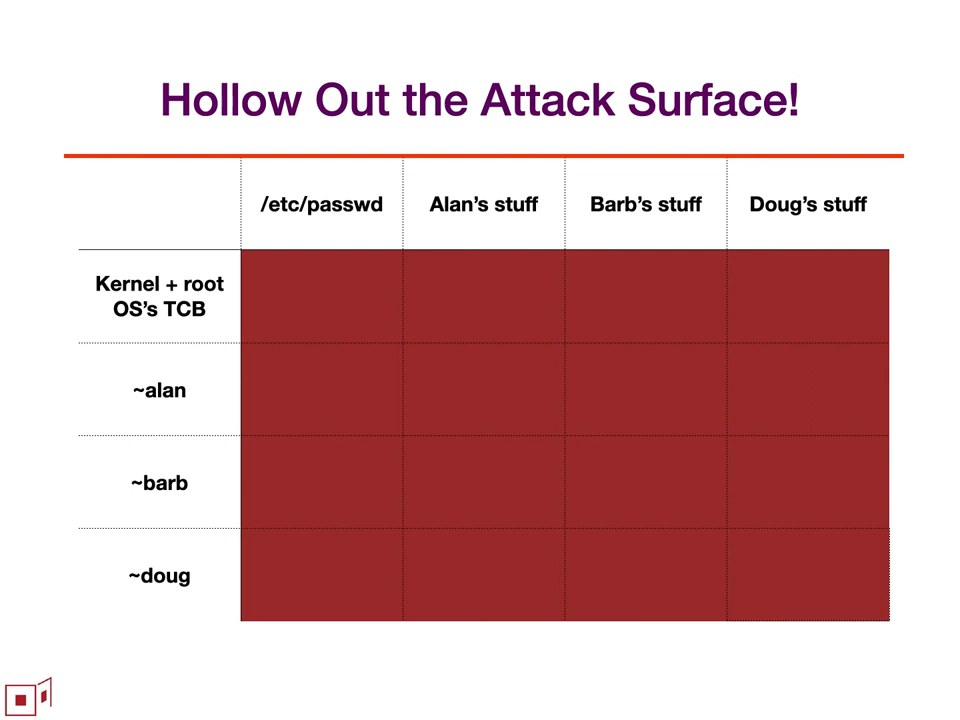 Hollow Out the Attack Surface!
/etc/passwd
Alan’s stuff
Barb’s stuff
Doug’s stuff
Kernel + root
OS’s TCB
~alan
~barb
~doug